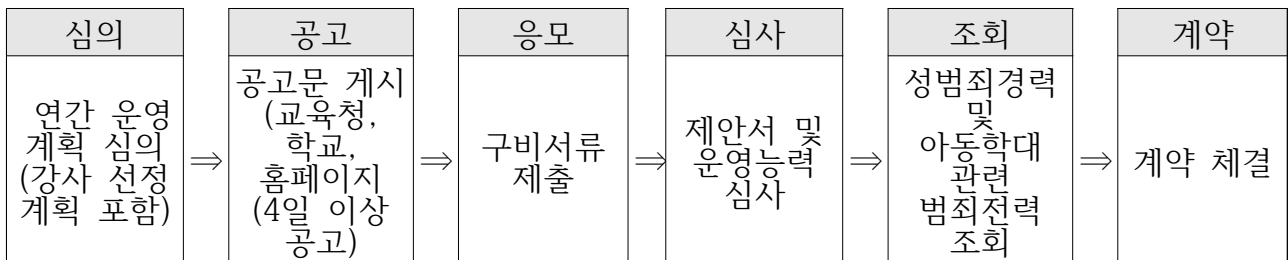 심의
연간 운영
계획 심의
(강사 선정
계획 포함)
⇒
공고
공고문 게시
(교육청,
학교,
홈페이지
(4일 이상
공고)
⇒
응모
구비서류
제출
⇒
심사
제안서 및
운영능력
심사
⇒
조회
성범죄경력
및
아동학대
관련
범죄전력
조회
⇒
계약
계약 체결